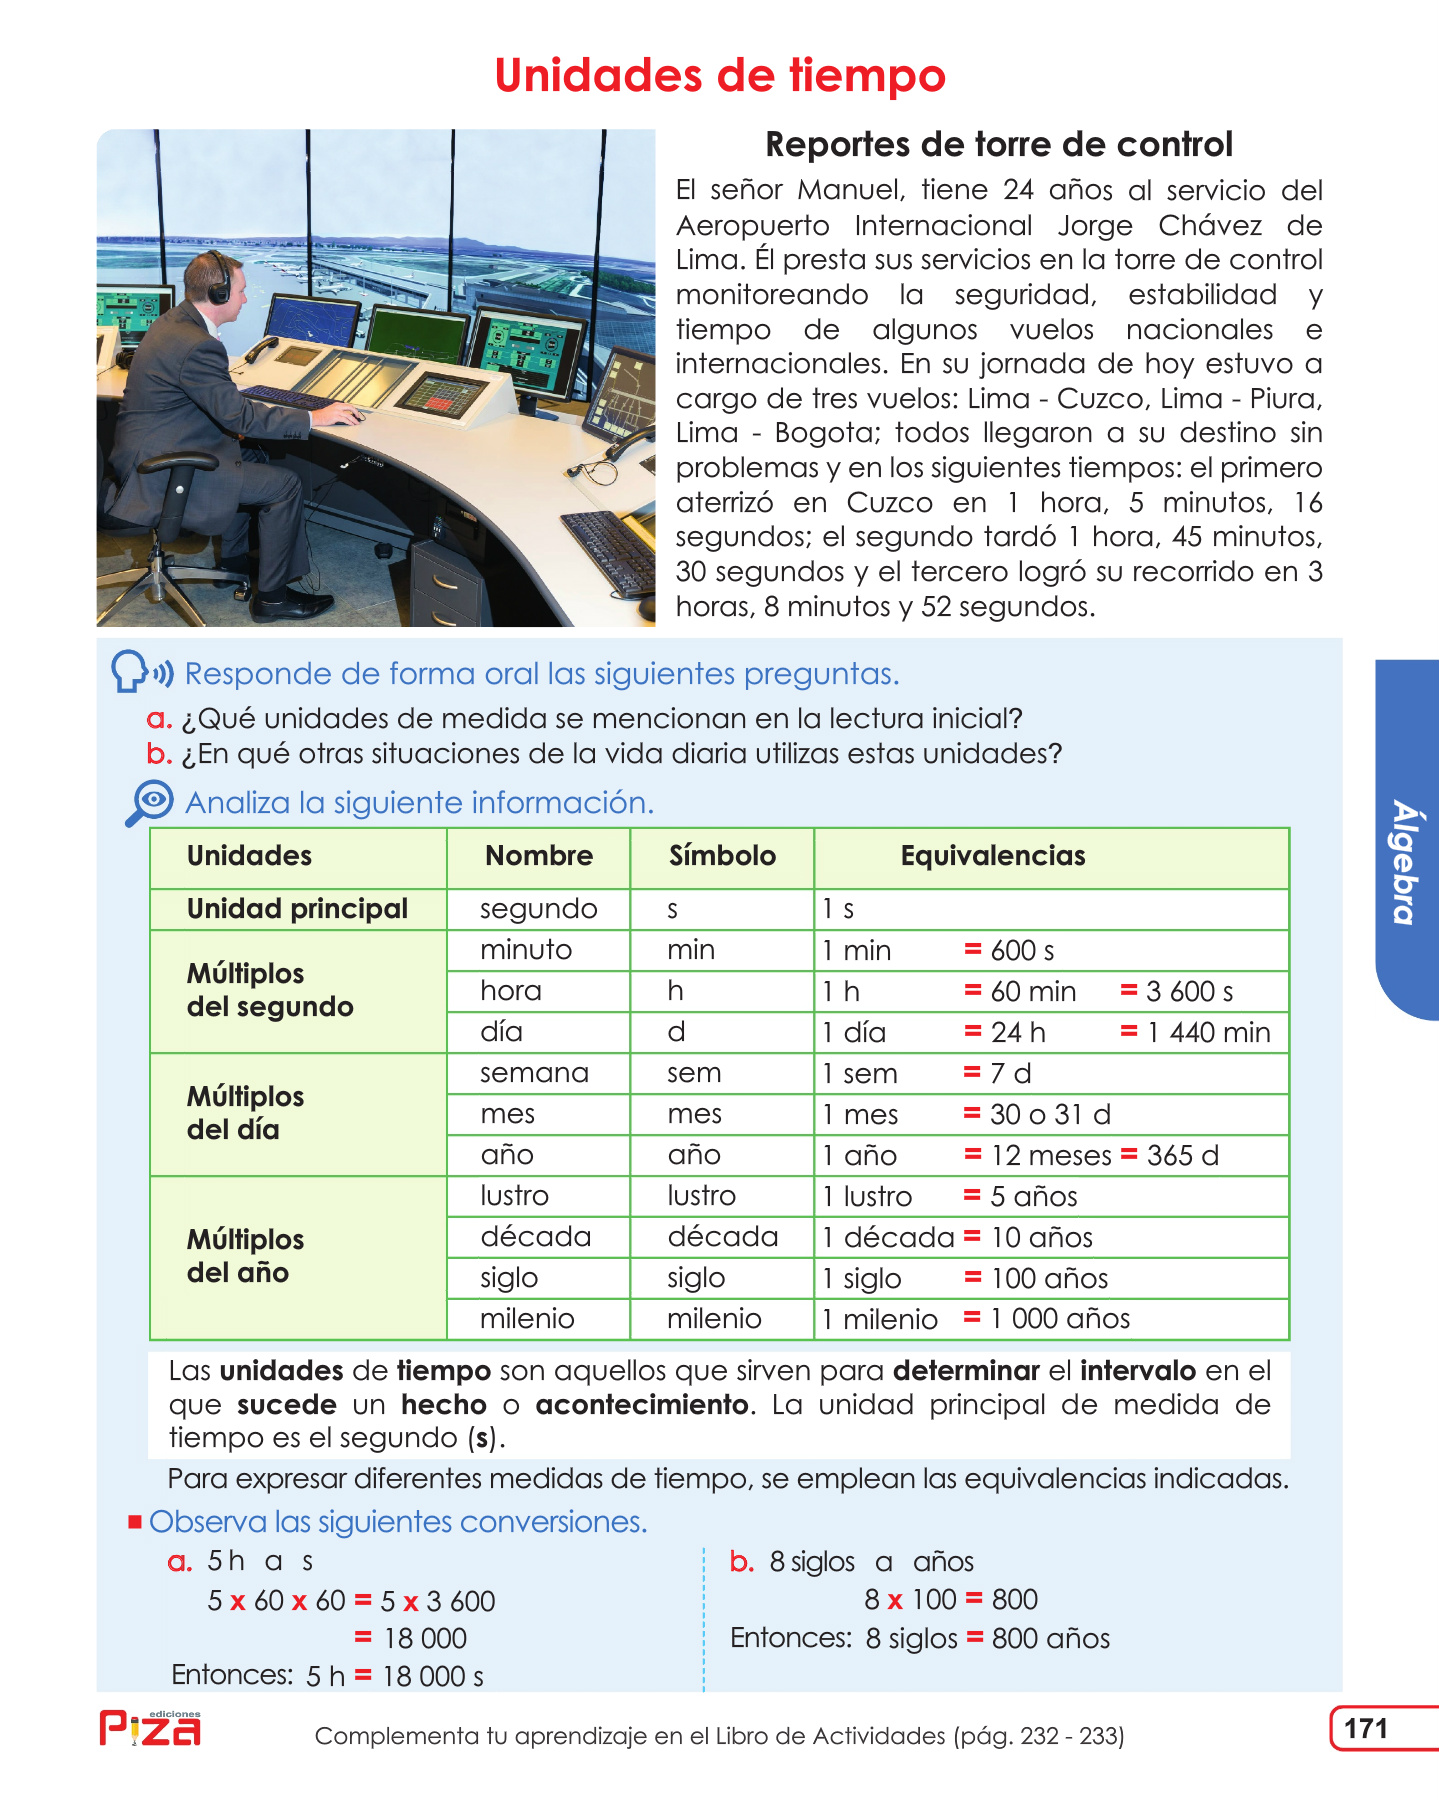 Unidades de tiempo
Reportes de torre de control
El señor Manuel, tiene 24 años al servicio del
Aeropuerto Internacional Jorge Chávez de
Lima. Él presta sus servicios en la torre de control
monitoreando la seguridad, estabilidad y
tiempo de algunos vuelos nacionales e
internacionales. En su jornada de hoy estuvo a
cargo de tres vuelos: Lima - Cuzco, Lima - Piura,
Lima - Bogota; todos llegaron a su destino sin
problemas y en los siguientes tiempos: el primero
aterrizó en Cuzco en 1 hora, 5 minutos, 16
segundos; el segundo tardó 1 hora, 45 minutos,
30 segundos y el tercero logró su recorrido en 3
horas, 8 minutos y 52 segundos.
Responde de forma oral las siguientes preguntas.
a. ¿Qué unidades de medida se mencionan en la lectura inicial?
b. ¿En qué otras situaciones de la vida diaria utilizas estas unidades?
Analiza la siguiente información.
Unidades Nombre Símbolo Equivalencias
Unidad principal segundo s 1 s
Múltiplos
del segundo
minuto min 1 min = 600 s
hora h 1 h = 60 min = 3 600 s
día d 1 día = 24 h = 1 440 min
Múltiplos
del día
semana sem 1 sem = 7 d
mes mes 1 mes = 30 o 31 d
año año 1 año = 12 meses = 365 d
Múltiplos
del año
lustro lustro 1 lustro = 5 años
década década 1 década = 10 años
siglo siglo 1 siglo = 100 años
milenio milenio 1 milenio = 1 000 años
Las unidades de tiempo son aquellos que sirven para determinar el intervalo en el
que sucede un hecho o acontecimiento. La unidad principal de medida de
tiempo es el segundo (s).
Para expresar diferentes medidas de tiempo, se emplean las equivalencias indicadas.
Observa las siguientes conversiones.
a. 5 h a s
5 x 60 x 60 = 5 x 3 600
= 18 000
Entonces: 5 h = 18 000 s
b. 8 siglos a años
8 x 100 = 800
Entonces: 8 siglos = 800 años
Álgebra
ediciones
Piza
Complementa tu aprendizaje en el Libro de Actividades (pág. 232 - 233)
171